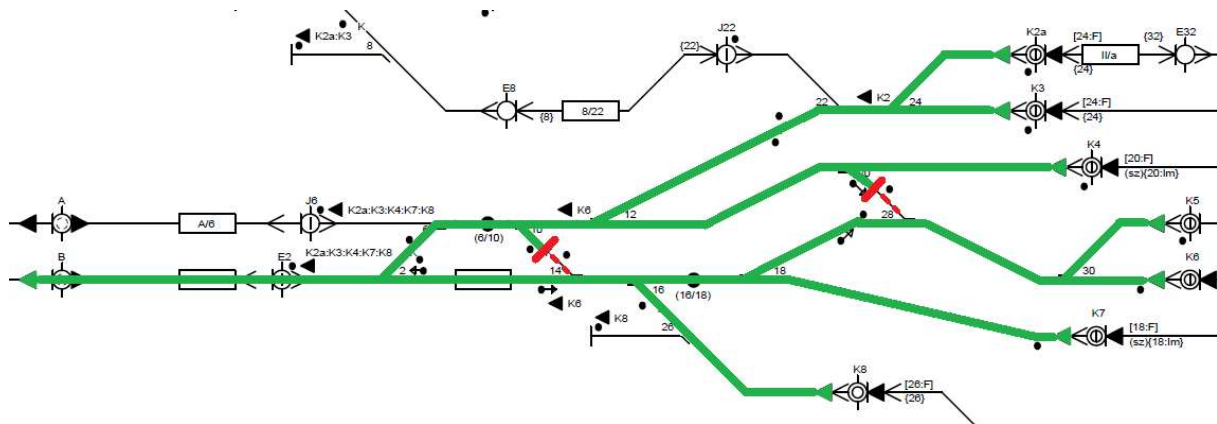 K
K2a:K3
8
J22
{22}
K2a
[24:F]
{24}
II/a
{32}
E32
E8
{8}
8/22
K2
22
24
K3
[24:F]
{24}
K4
[20:F]
(sz){20:Im}
A
A/6
J6
K2a:K3:K4:K7:K8
(6/10)
10
K6
12
28
K5
B
E2
K2a:K3:K4:K7:K8
2
14
16
(16/18)
18
30
K6
K6
K8
26
K7
[18:F]
(sz){18:Im}
K8
[26:F]
{26}